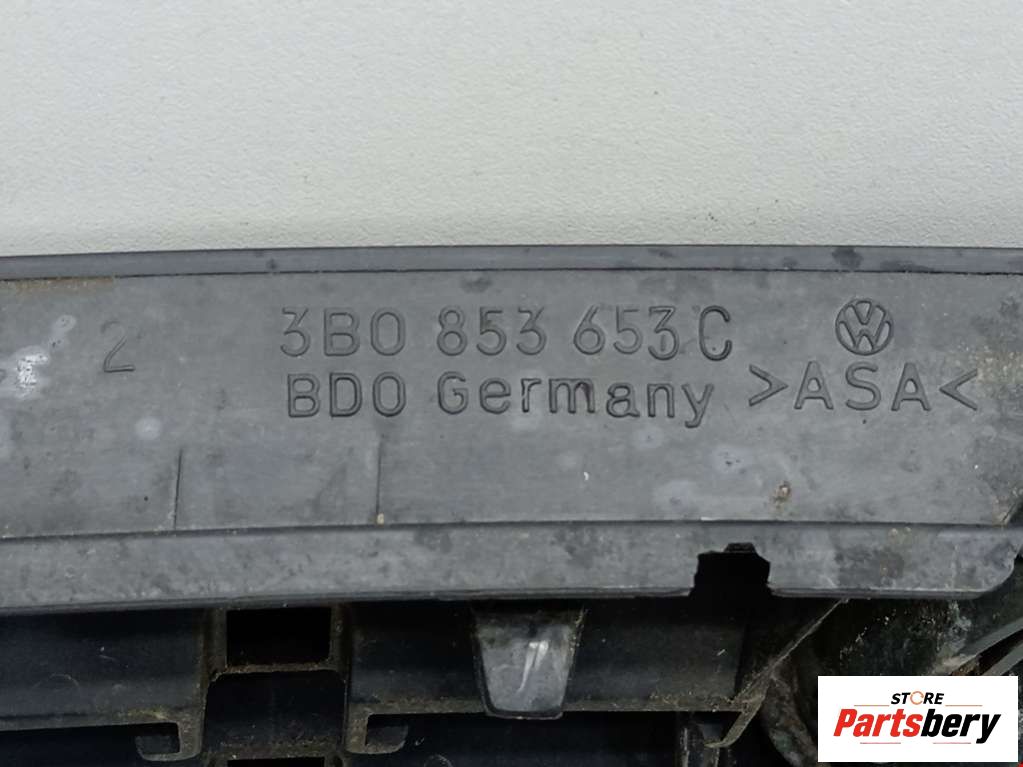 2 3B0 853 653 C
BDO Germany >ASA<
STORE
Partsbery